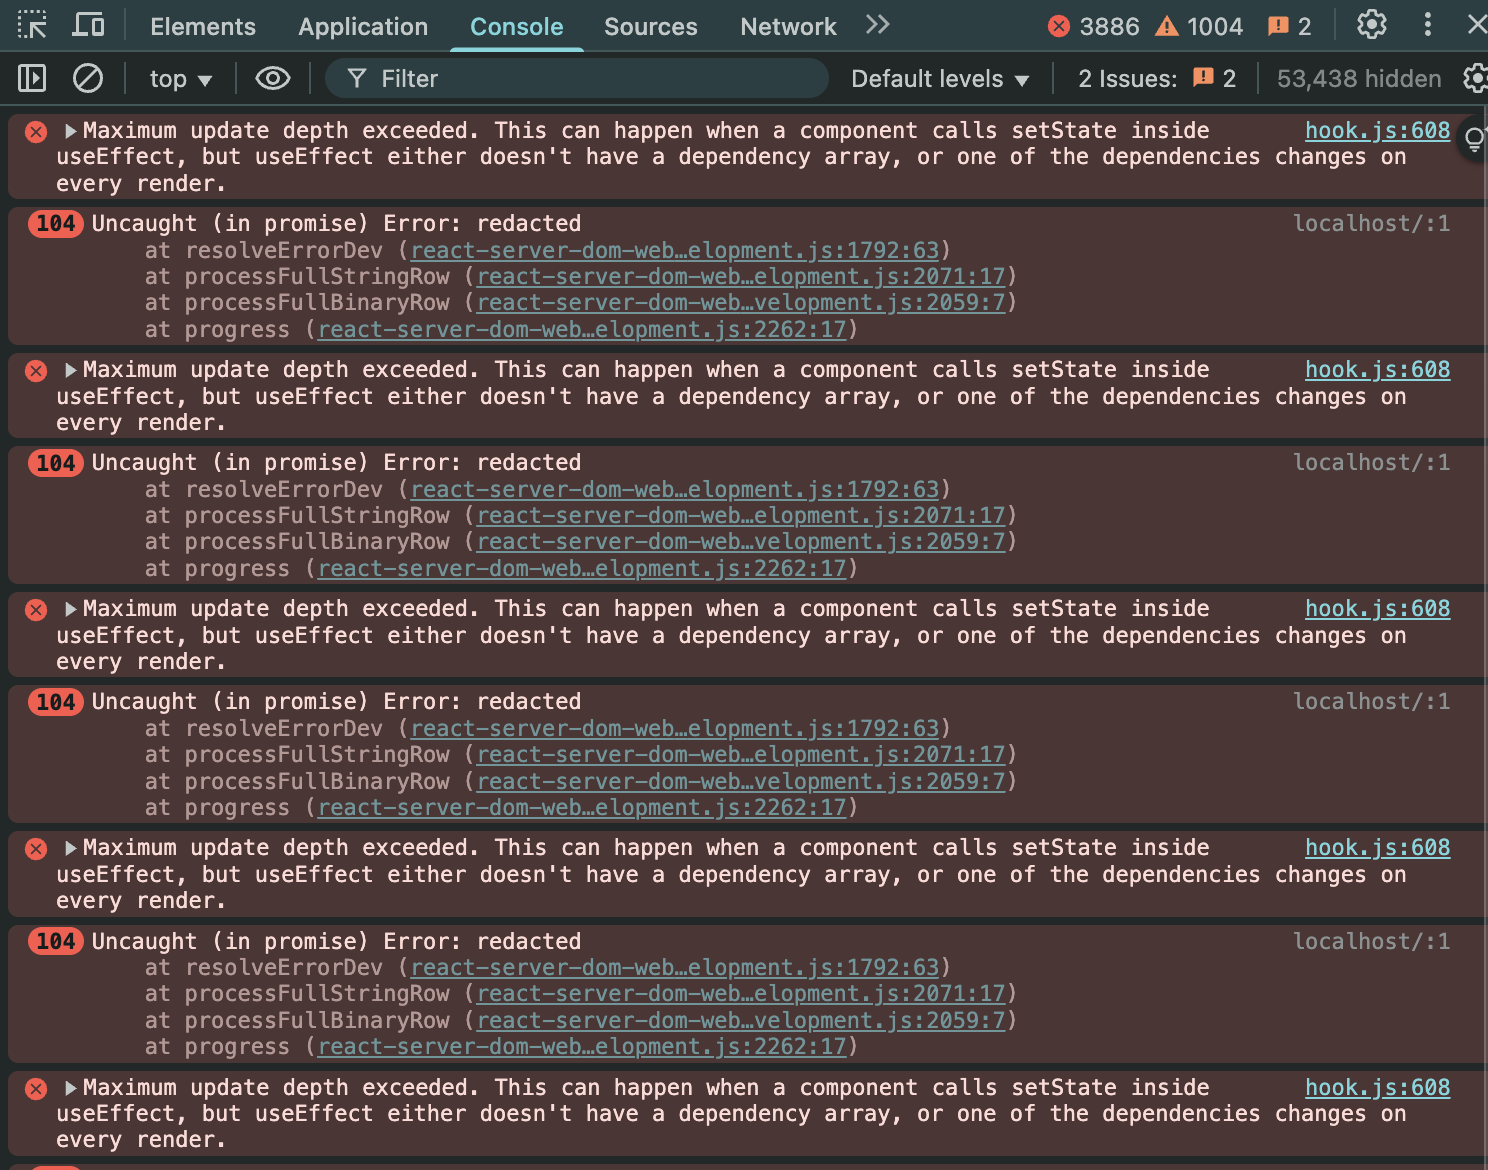 Elements Application Console Sources Network 3886 1004 2
top Filter Default levels 2 Issues: 2 53,438 hidden
Maximum update depth exceeded. This can happen when a component calls setState inside hook.js:608
useEffect, but useEffect either doesn't have a dependency array, or one of the dependencies changes on
every render.
104 Uncaught (in promise) Error: redacted localhost/:1
at resolveErrorDev (react-server-dom-web…elopment.js:1792:63)
at processFullStringRow (react-server-dom-web…elopment.js:2071:17)
at processFullBinaryRow (react-server-dom-web…velopment.js:2059:7)
at progress (react-server-dom-web…elopment.js:2262:17)
Maximum update depth exceeded. This can happen when a component calls setState inside hook.js:608
useEffect, but useEffect either doesn't have a dependency array, or one of the dependencies changes on
every render.
104 Uncaught (in promise) Error: redacted localhost/:1
at resolveErrorDev (react-server-dom-web…elopment.js:1792:63)
at processFullStringRow (react-server-dom-web…elopment.js:2071:17)
at processFullBinaryRow (react-server-dom-web…velopment.js:2059:7)
at progress (react-server-dom-web…elopment.js:2262:17)
Maximum update depth exceeded. This can happen when a component calls setState inside hook.js:608
useEffect, but useEffect either doesn't have a dependency array, or one of the dependencies changes on
every render.
104 Uncaught (in promise) Error: redacted localhost/:1
at resolveErrorDev (react-server-dom-web…elopment.js:1792:63)
at processFullStringRow (react-server-dom-web…elopment.js:2071:17)
at processFullBinaryRow (react-server-dom-web…velopment.js:2059:7)
at progress (react-server-dom-web…elopment.js:2262:17)
Maximum update depth exceeded. This can happen when a component calls setState inside hook.js:608
useEffect, but useEffect either doesn't have a dependency array, or one of the dependencies changes on
every render.
104 Uncaught (in promise) Error: redacted localhost/:1
at resolveErrorDev (react-server-dom-web…elopment.js:1792:63)
at processFullStringRow (react-server-dom-web…elopment.js:2071:17)
at processFullBinaryRow (react-server-dom-web…velopment.js:2059:7)
at progress (react-server-dom-web…elopment.js:2262:17)
Maximum update depth exceeded. This can happen when a component calls setState inside hook.js:608
useEffect, but useEffect either doesn't have a dependency array, or one of the dependencies changes on
every render.